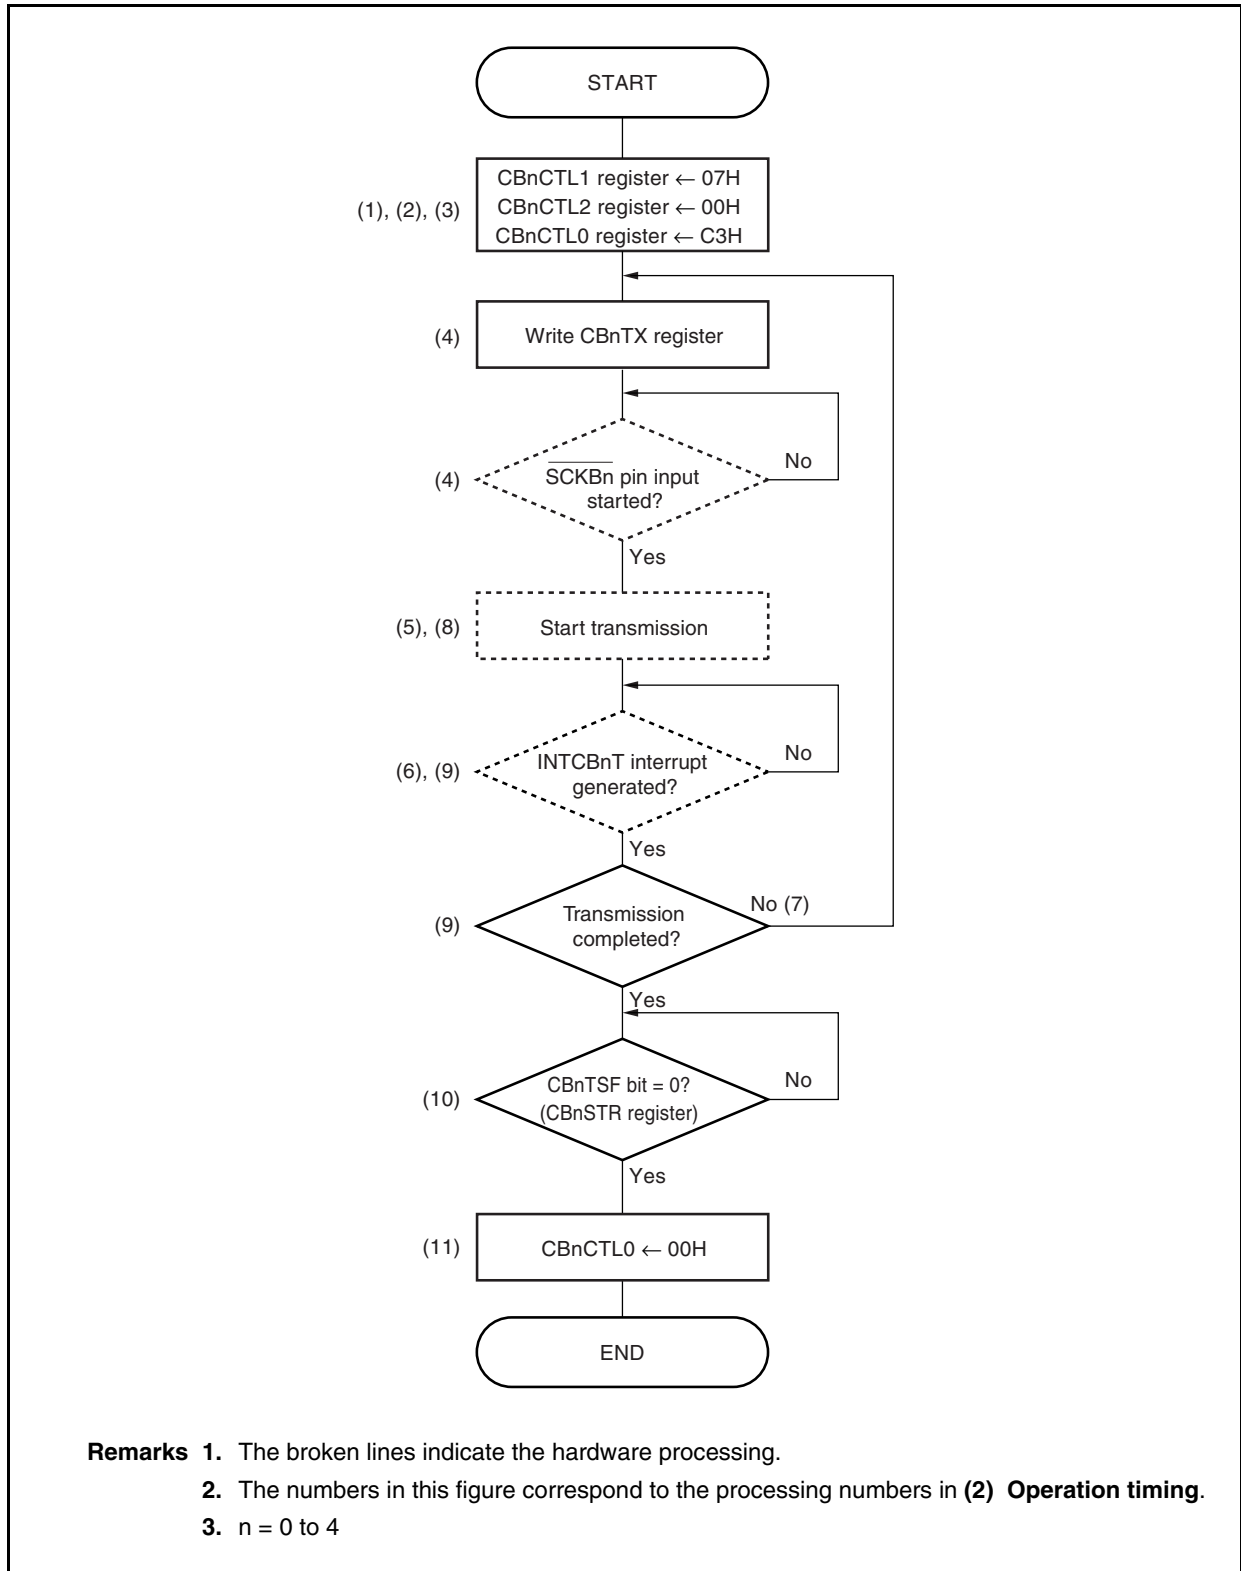 START
(1), (2), (3)
CBnCTL1 register ← 07H
CBnCTL2 register ← 00H
CBnCTL0 register ← C3H
(4)
Write CBnTX register
(4)
SCKBn pin input
started?
No
Yes
(5), (8)
Start transmission
(6), (9)
INTCBnT interrupt
generated?
No
Yes
(9)
Transmission
completed?
No (7)
Yes
(10)
CBnTSF bit = 0?
(CBnSTR register)
No
Yes
(11)
CBnCTL0 ← 00H
END
Remarks 1. The broken lines indicate the hardware processing.
2. The numbers in this figure correspond to the processing numbers in (2) Operation timing.
3. n = 0 to 4